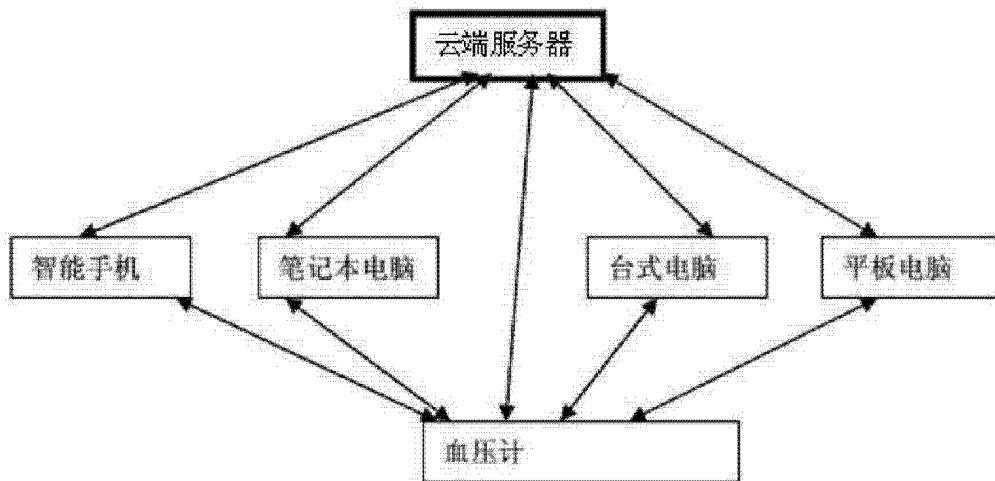 云端服务器
智能手机
笔记本电脑
台式电脑
平板电脑
血压计